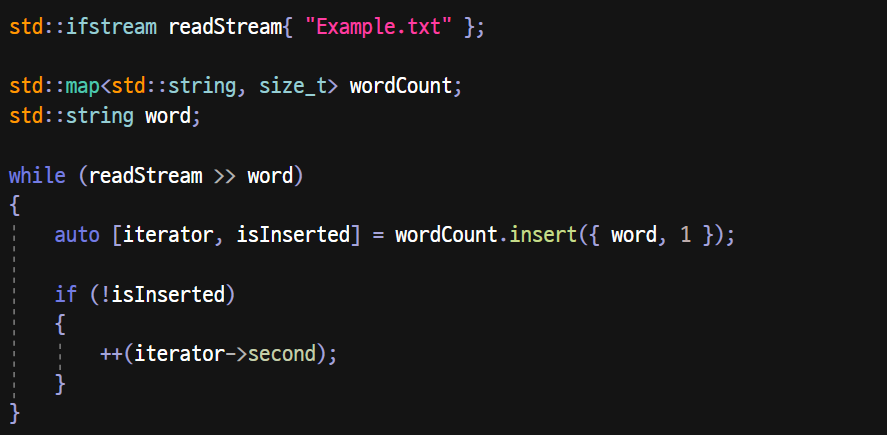 std::ifstream readStream{ "Example.txt" };
std::map<std::string, size_t> wordCount;
std::string word;
while (readStream >> word)
{
auto [iterator, isInserted] = wordCount.insert({ word, 1 });
if (!isInserted)
{
++(iterator->second);
}
}